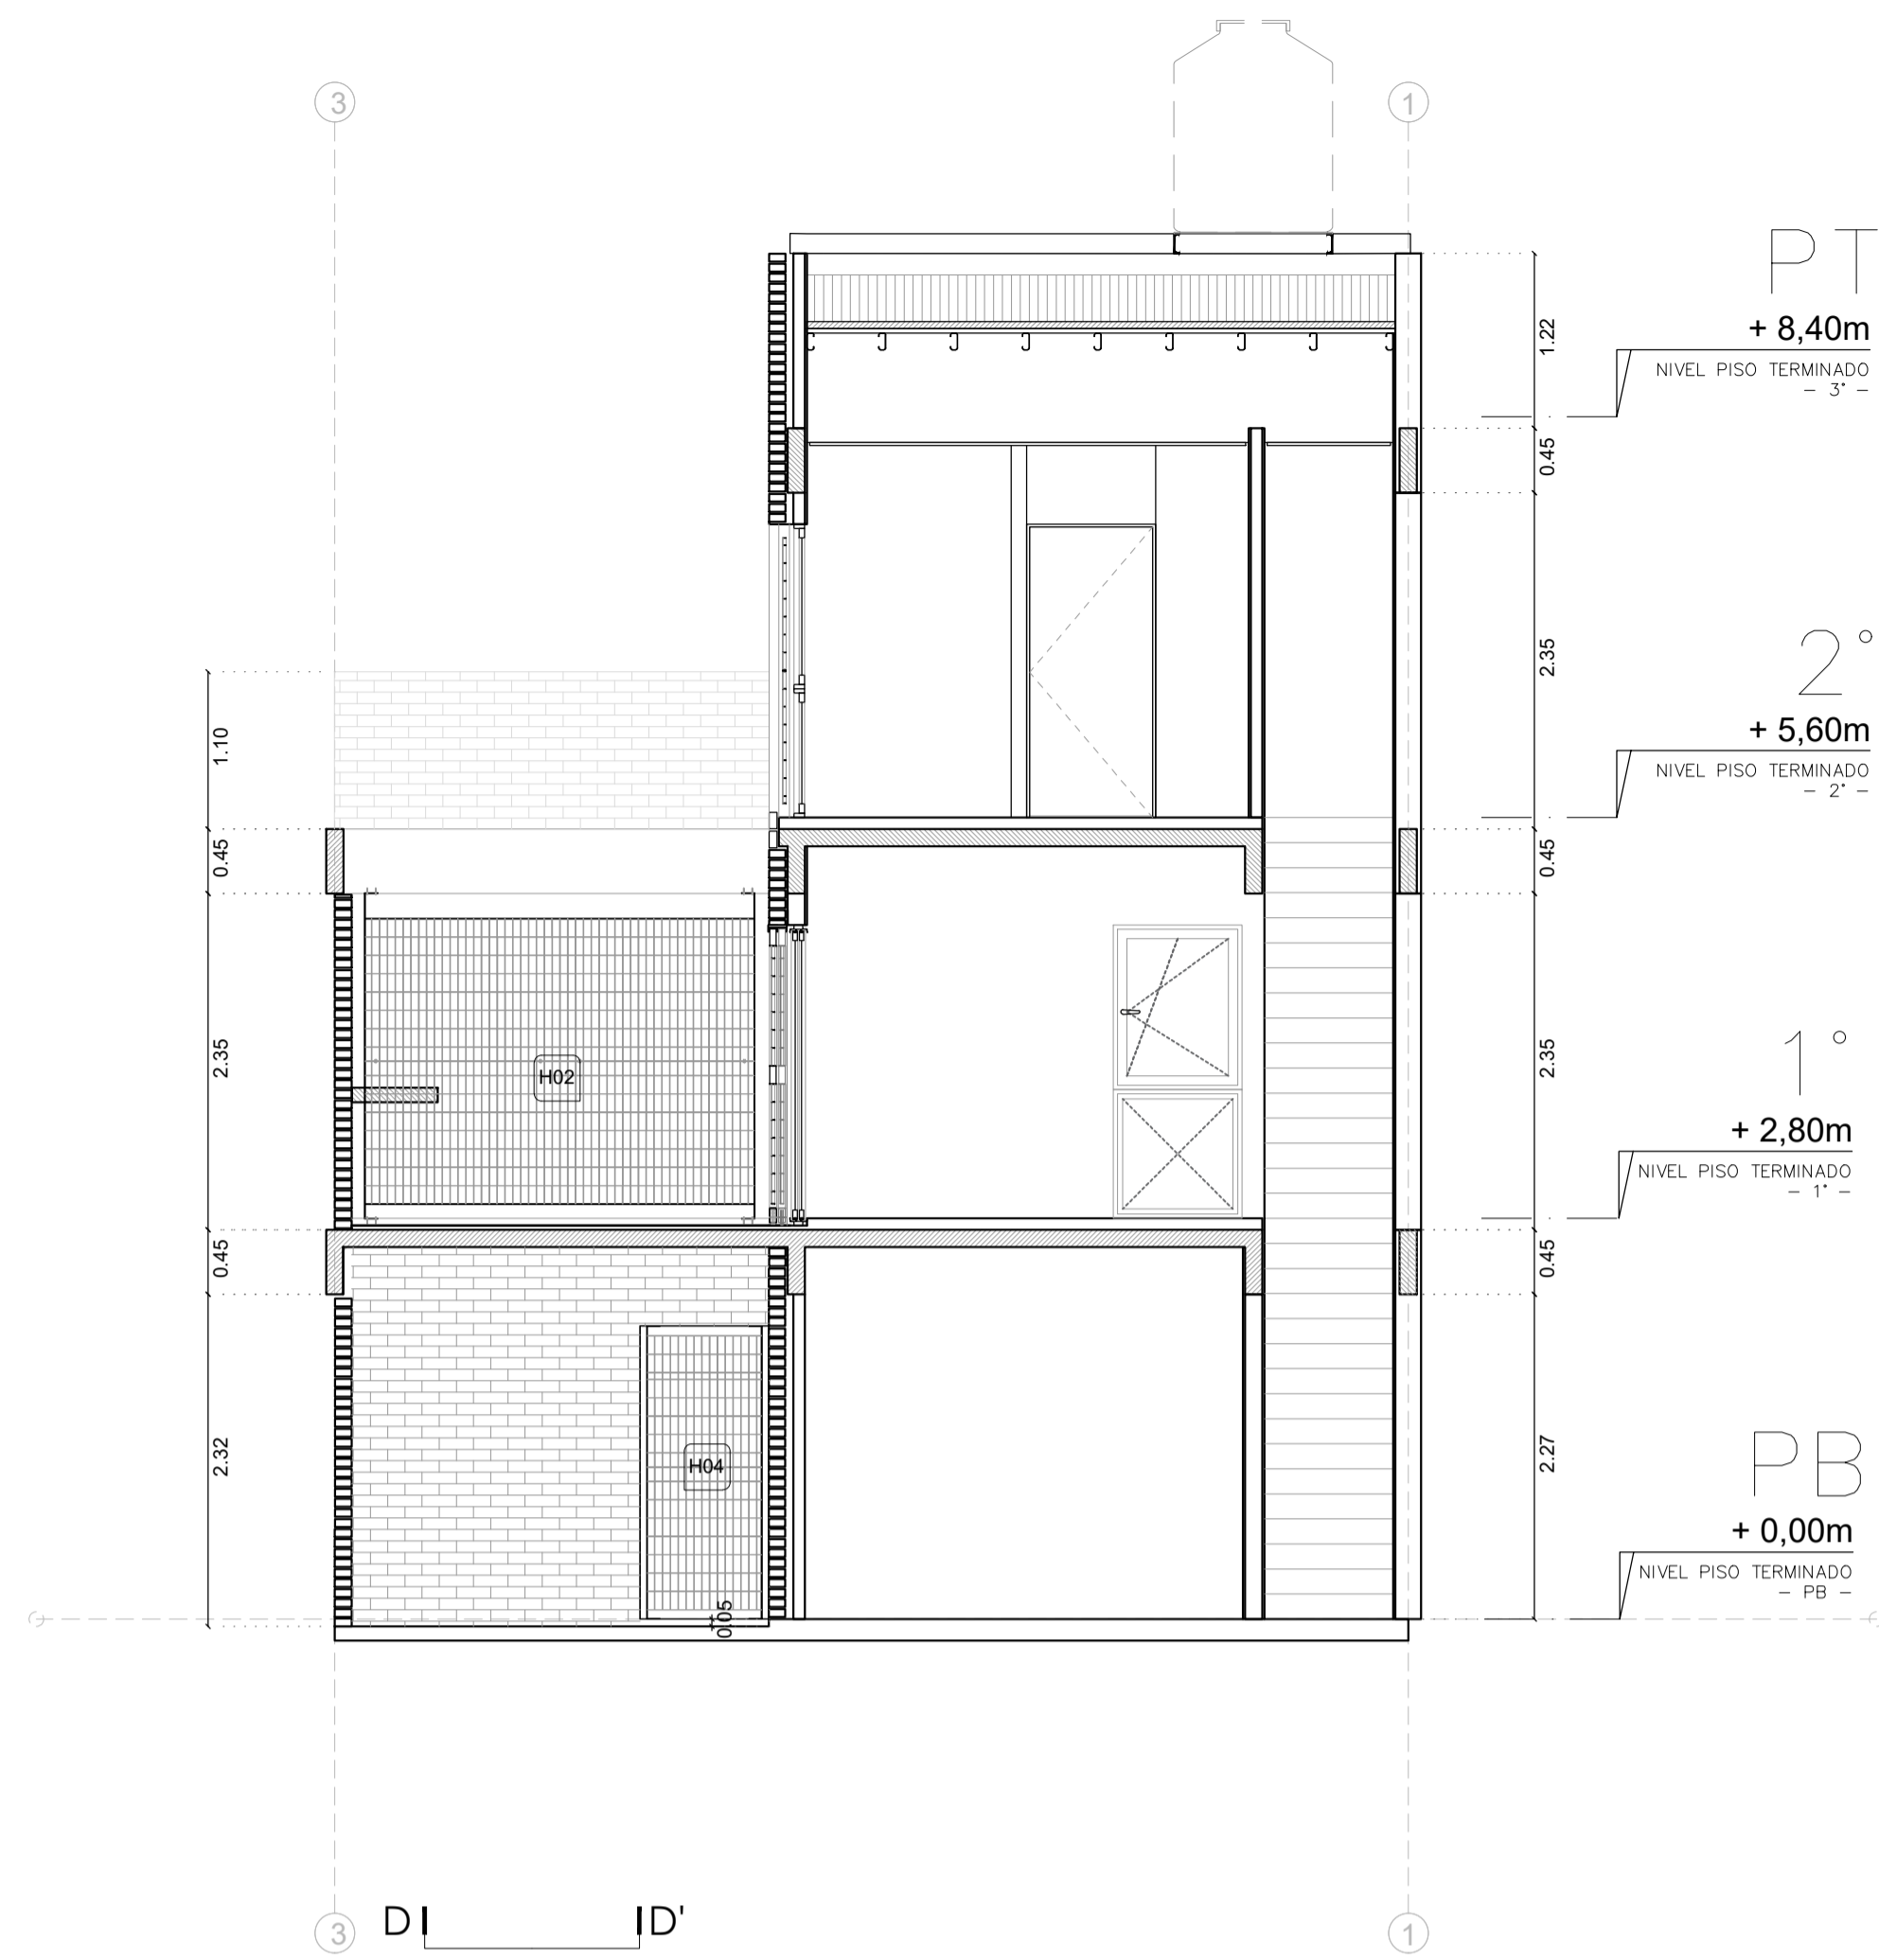 3
1
PT
+ 8,40m
NIVEL PISO TERMINADO
- 3° -
1.22
0.45
2°
+ 5,60m
NIVEL PISO TERMINADO
- 2° -
2.35
1.10
0.45
0.45
1°
+ 2,80m
NIVEL PISO TERMINADO
- 1° -
2.35
H02
2.35
0.45
0.45
PB
+ 0,00m
NIVEL PISO TERMINADO
- PB -
2.32
H04
2.27
0.05
3
D D'
1